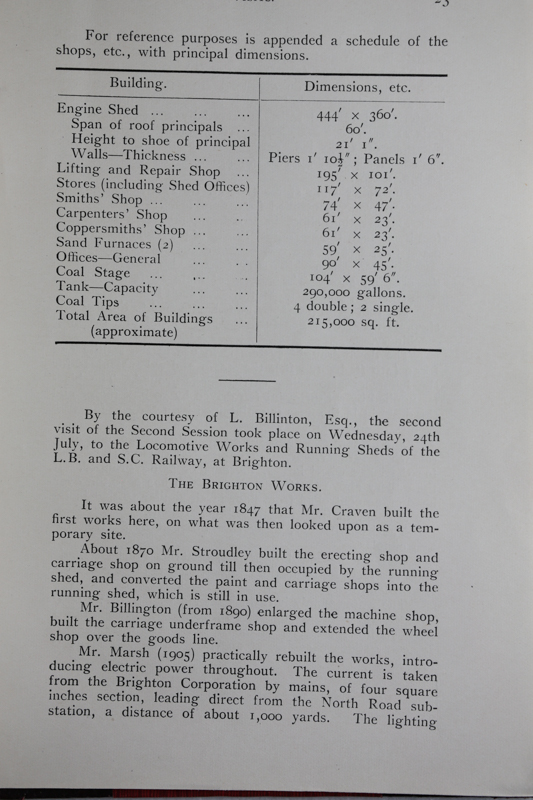 For reference purposes is appended a schedule of the
shops, etc., with principal dimensions.
Building. Dimensions, etc.
Engine Shed ... ... ... 444′ × 360′.
Span of roof principals ... 60′.
Height to shoe of principal 21′ 1″.
Walls—Thickness ... ... Piers 1′ 10½″; Panels 1′ 6″.
Lifting and Repair Shop ... 195′ × 101′.
Stores (including Shed Offices) 117′ × 72′.
Smiths' Shop ... ... ... 74′ × 47′.
Carpenters' Shop ... ... 61′ × 23′.
Coppersmiths' Shop ... ... 61′ × 23′.
Sand Furnaces (2) ... ... 59′ × 25′.
Offices—General ... ... 90′ × 45′.
Coal Stage ... ... ... 104′ × 59′ 6″.
Tank—Capacity ... ... 290,000 gallons.
Coal Tips ... ... ... 4 double; 2 single.
Total Area of Buildings ... 215,000 sq. ft.
(approximate)
By the courtesy of L. Billinton, Esq., the second
visit of the Second Session took place on Wednesday, 24th
July, to the Locomotive Works and Running Sheds of the
L.B. and S.C. Railway, at Brighton.
The Brighton Works.
It was about the year 1847 that Mr. Craven built the
first works here, on what was then looked upon as a tem-
porary site.
About 1870 Mr. Stroudley built the erecting shop and
carriage shop on ground till then occupied by the running
shed, and converted the paint and carriage shops into the
running shed, which is still in use.
Mr. Billington (from 1890) enlarged the machine shop,
built the carriage underframe shop and extended the wheel
shop over the goods line.
Mr. Marsh (1905) practically rebuilt the works, intro-
ducing electric power throughout. The current is taken
from the Brighton Corporation by mains, of four square
inches section, leading direct from the North Road sub-
station, a distance of about 1,000 yards. The lighting